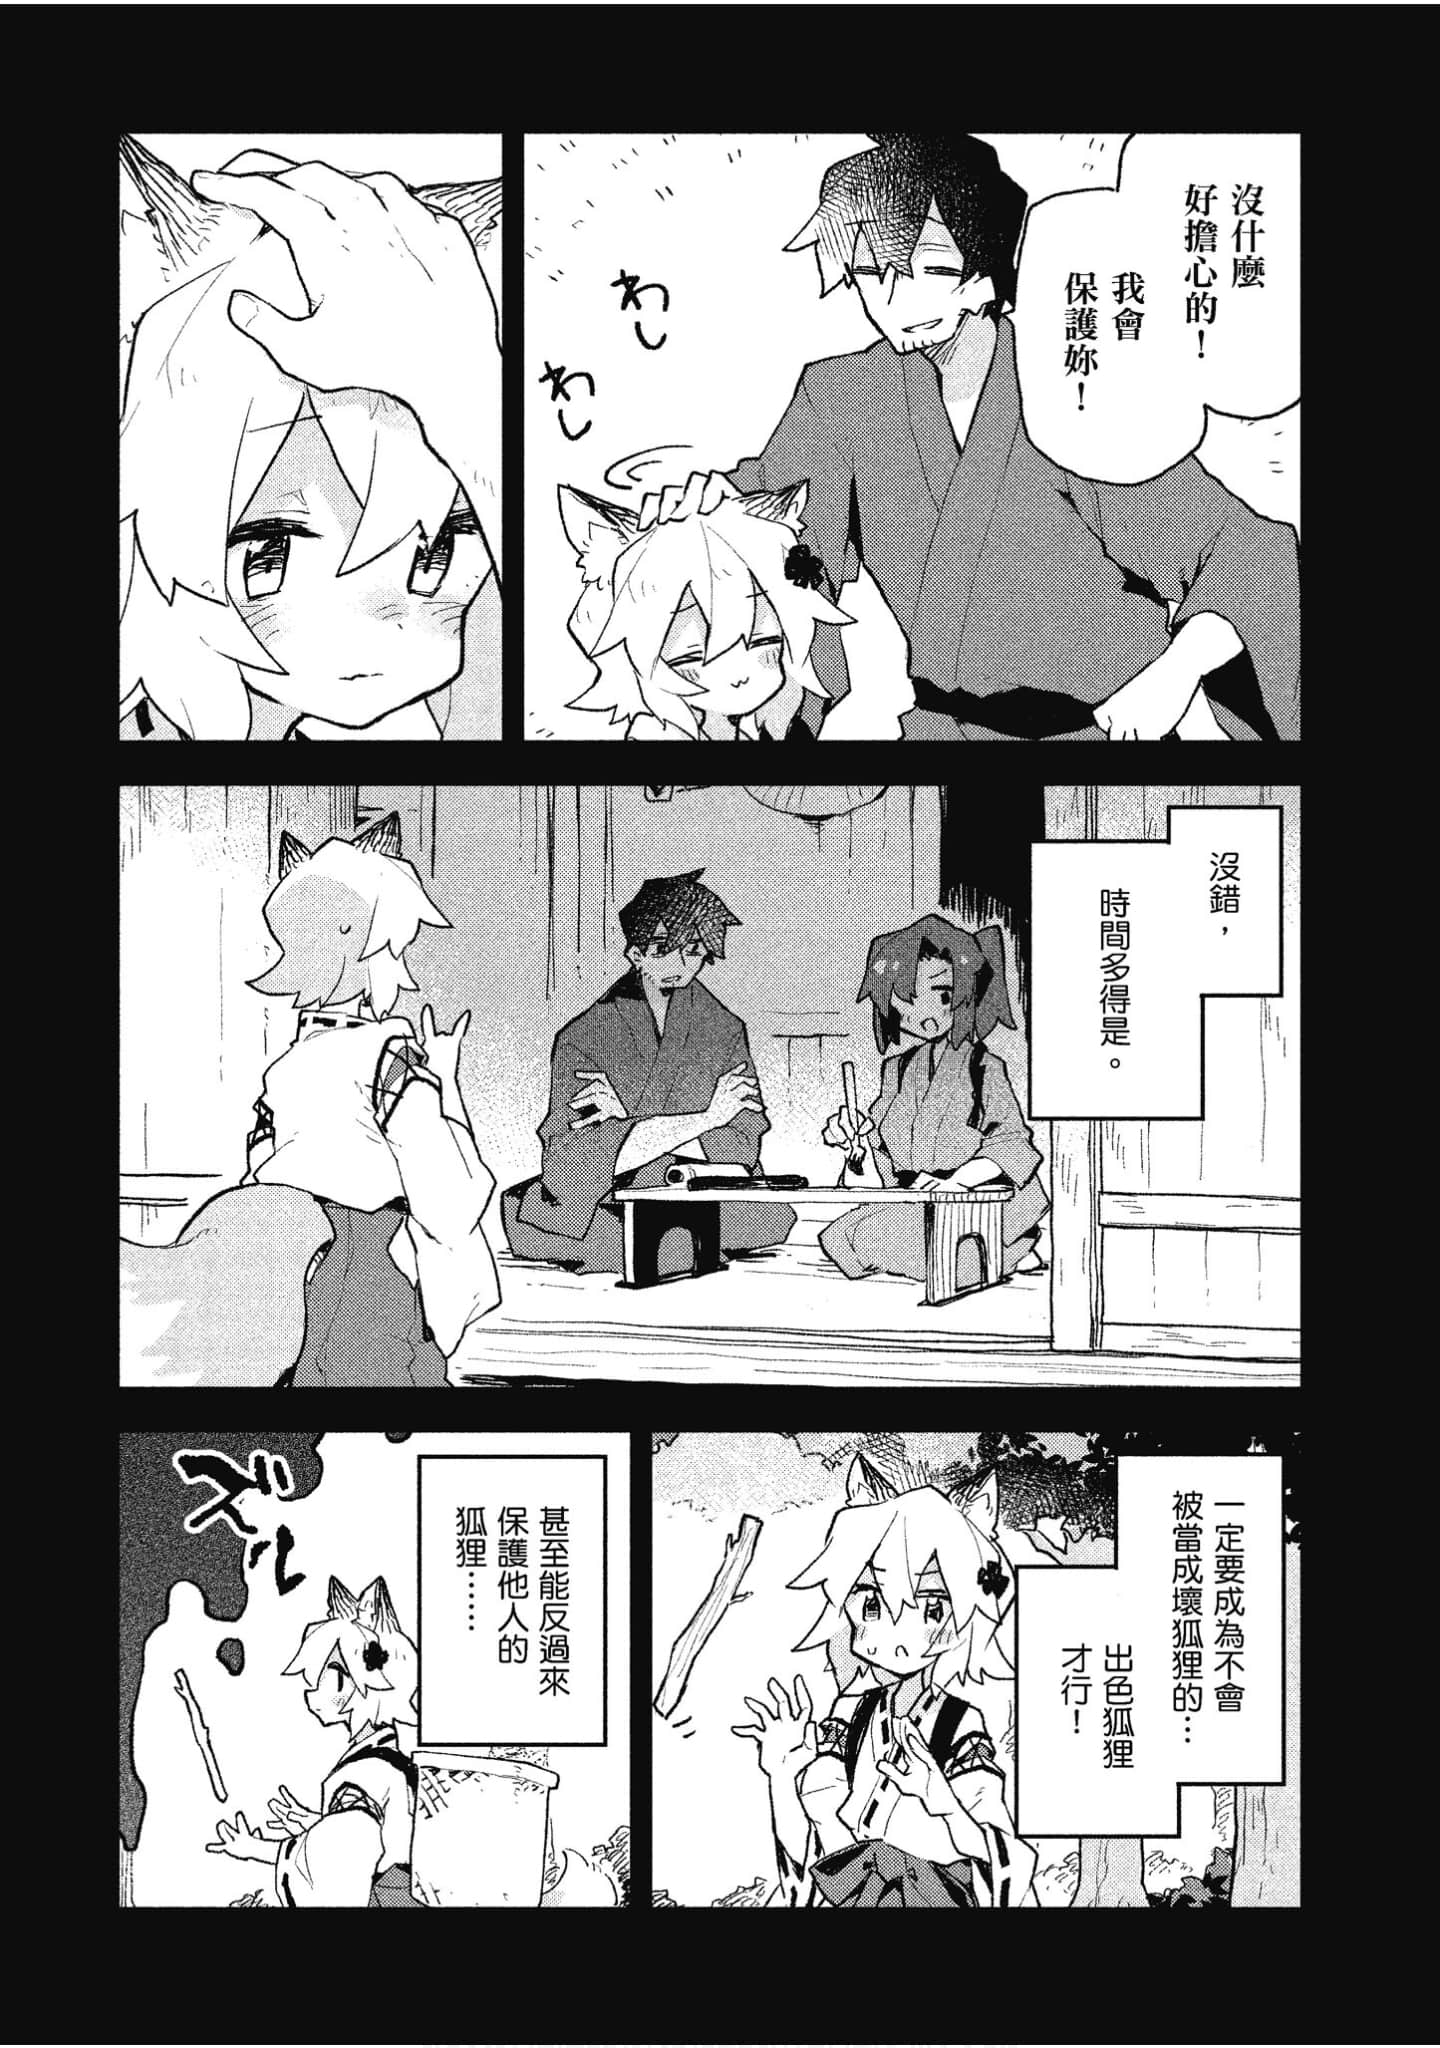 沒什麼
好擔心的！
我會
保護妳！
わし
わし
沒錯，
時間多得是。
一定要成為不會
被當成壞狐狸的…
出色狐狸
才行！
甚至能反過來
保護他人的
狐狸……
ズズ